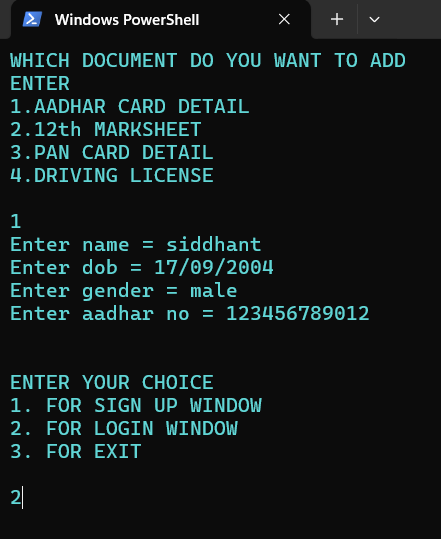 Windows PowerShell
WHICH DOCUMENT DO YOU WANT TO ADD
ENTER
1.AADHAR CARD DETAIL
2.12th MARKSHEET
3.PAN CARD DETAIL
4.DRIVING LICENSE
1
Enter name = siddhant
Enter dob = 17/09/2004
Enter gender = male
Enter aadhar no = 123456789012
ENTER YOUR CHOICE
1. FOR SIGN UP WINDOW
2. FOR LOGIN WINDOW
3. FOR EXIT
2